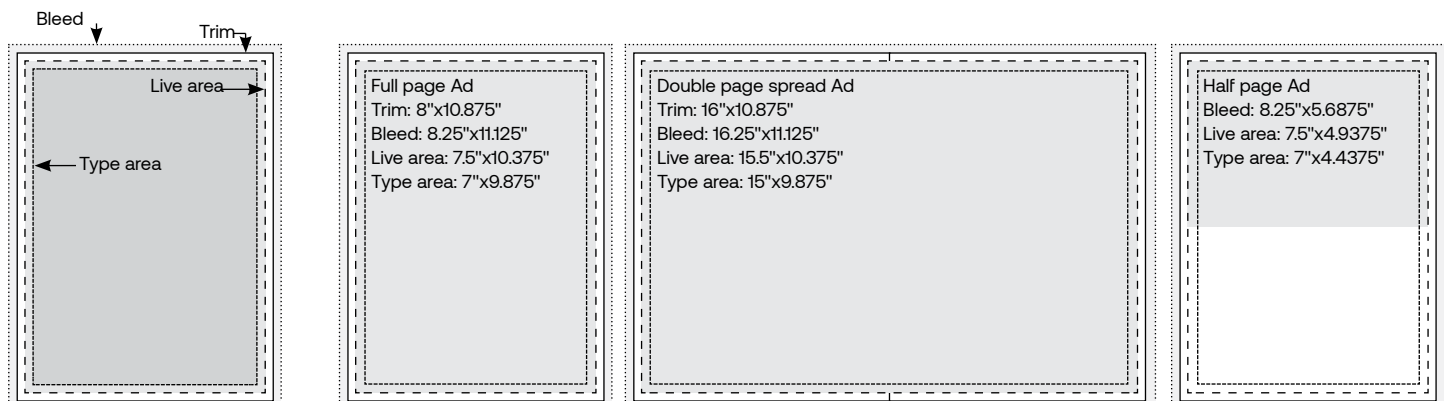 Bleed
Trim
Live area
Type area
Full page Ad
Trim: 8"x10.875"
Bleed: 8.25"x11.125"
Live area: 7.5"x10.375"
Type area: 7"x9.875"
Double page spread Ad
Trim: 16"x10.875"
Bleed: 16.25"x11.125"
Live area: 15.5"x10.375"
Type area: 15"x9.875"
Half page Ad
Bleed: 8.25"x5.6875"
Live area: 7.5"x4.9375"
Type area: 7"x4.4375"